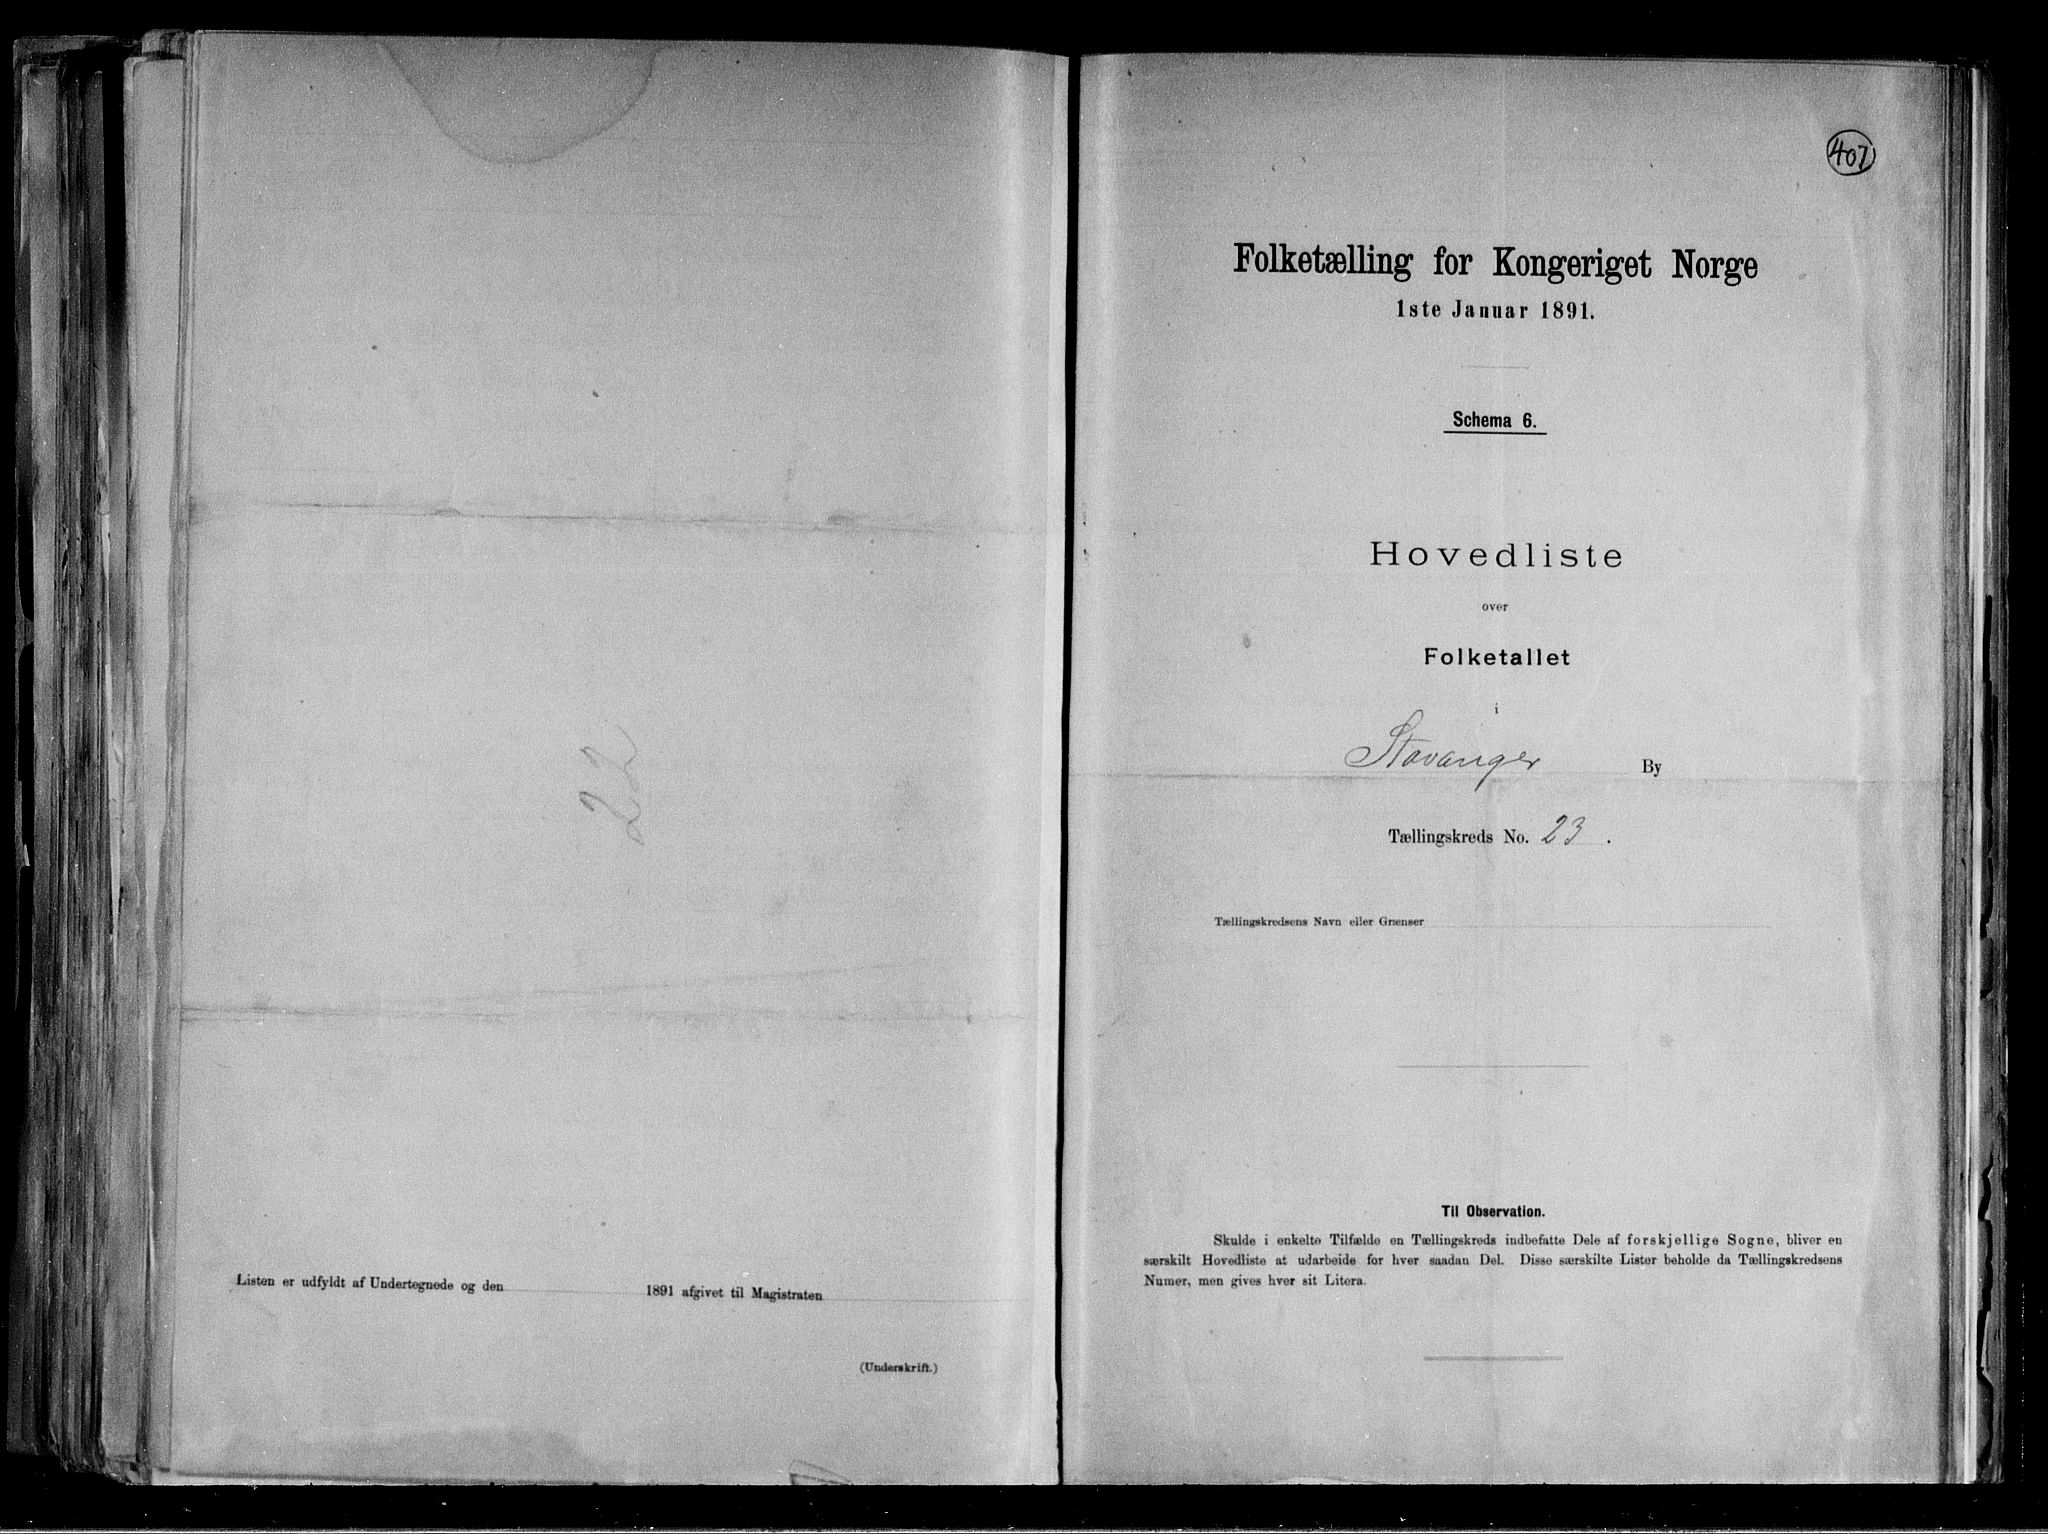 22
Listen er udfyldt af Undertegnede og den 1891 afgivet til Magistraten
(Underskrift.)
407
Folketælling for Kongeriget Norge
1ste Januar 1891.
Schema 6.
Hovedliste
over
Folketallet
i
Stavanger By
Tællingskreds No. 23.
Tællingskredsens Navn eller Grænser
Til Observation.
Skulde i enkelte Tilfælde en Tællingskreds indbefatte Dele af forskjellige Sogne, bliver en
særskilt Hovedliste at udarbeide for hver saadan Del. Disse særskilte Lister beholde da Tællingskredsens
Numer, men gives hver sit Litera.